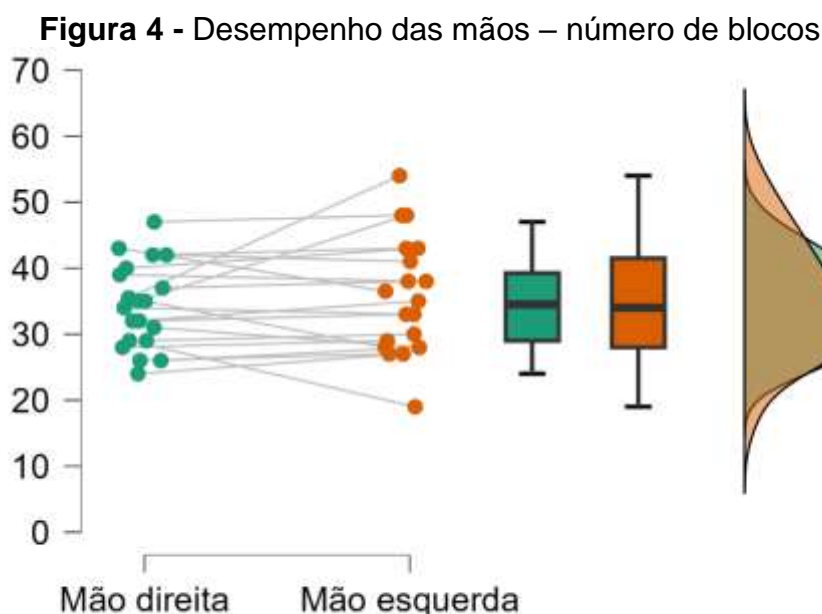 Figura 4 - Desempenho das mãos – número de blocos
70
60
50
40
30
20
10
0
Mão direita
Mão esquerda